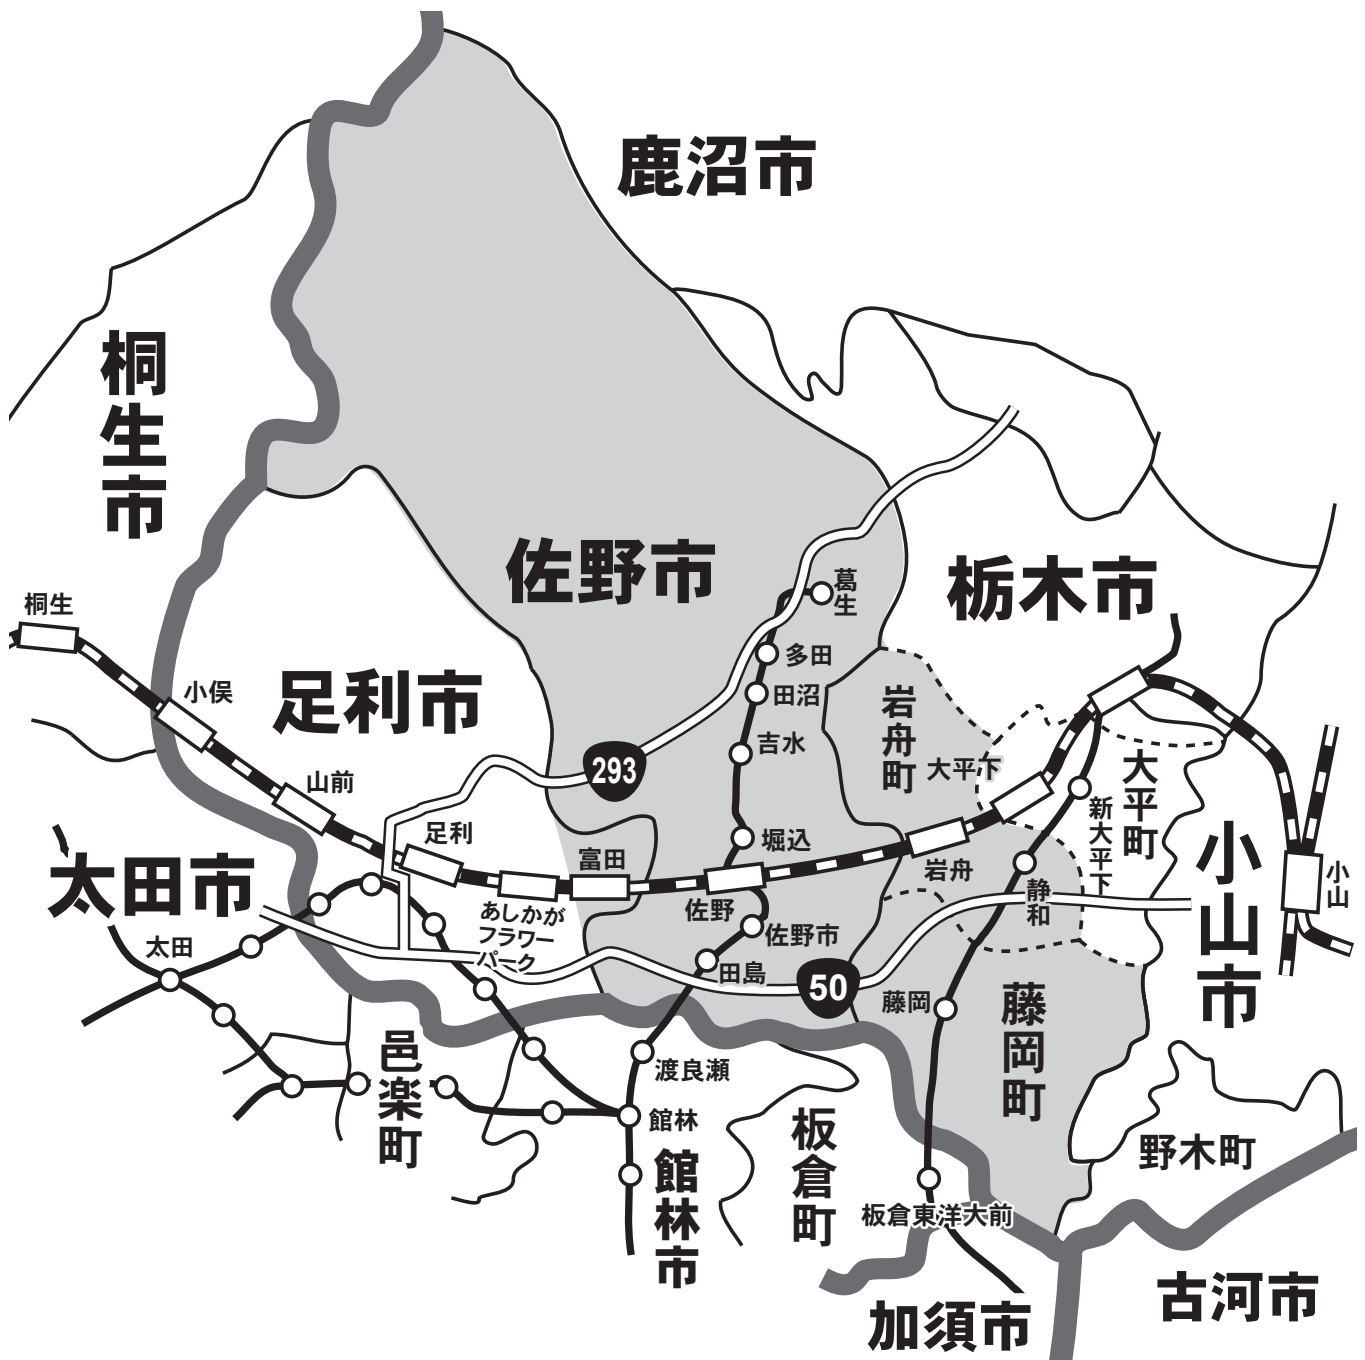 鹿沼市
桐生市
佐野市
栃木市
葛生
桐生
多田
小俣
足利市
田沼
岩舟町
吉水
大平下
大平町
293
山前
新大平下
足利
堀込
小山市
太田市
富田
岩舟
静和
小山
あしかが
フラワー
パーク
佐野
佐野市
太田
田島
50
藤岡
藤岡町
邑楽町
渡良瀬
館林
板倉町
野木町
館林市
板倉東洋大前
加須市
古河市